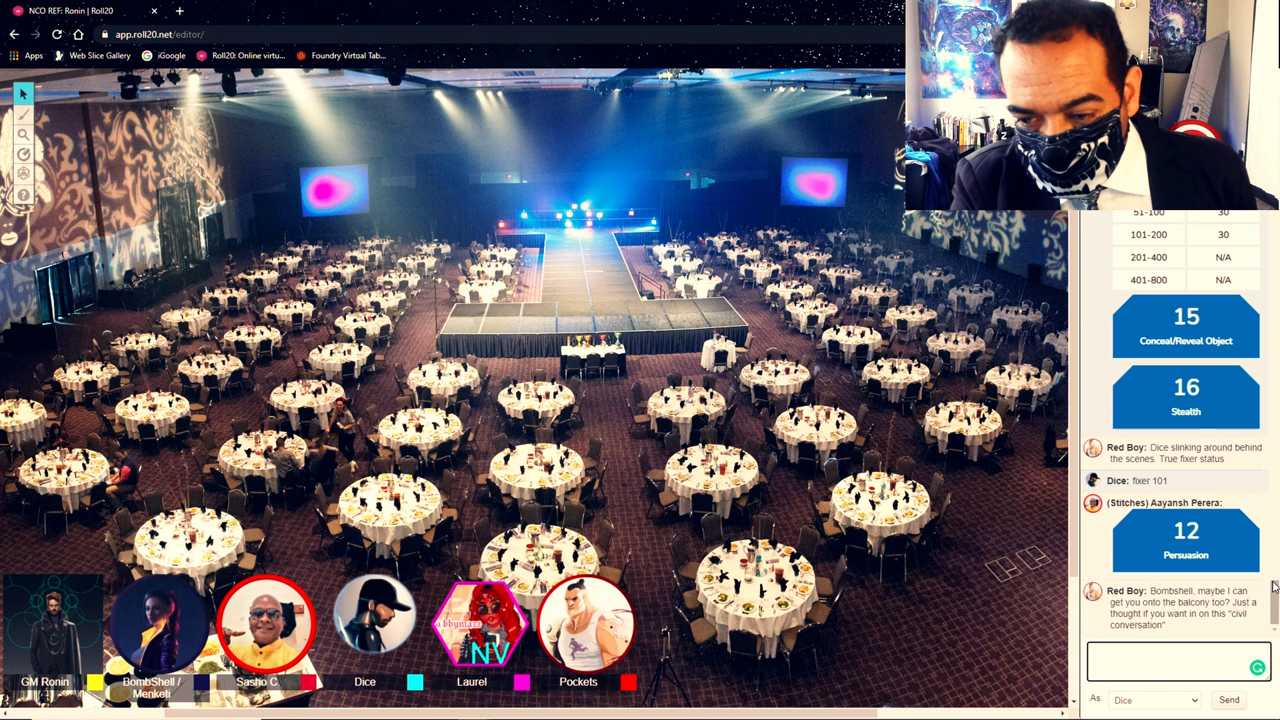 NCO REF: Ronin | Roll20
app.roll20.net/editor/
Apps
Web Slice Gallery
iGoogle
Roll20: Online virtu...
Foundry Virtual Tab...
51-100 30
101-200 30
201-400 N/A
401-800 N/A
15
Conceal/Reveal Object
16
Stealth
Red Boy: Dice slinking around behind
the scenes. True fixer status
Dice: fixer 101
(Stitches) Aayansh Perera:
12
Persuasion
Red Boy: Bombshell, maybe I can
get you onto the balcony too? Just a
thought if you want in on this "civil
conversation"
As: Dice Send
NV
GM Ronin
BombShell /
Menketi
Sasho C.
Dice
Laurel
Pockets